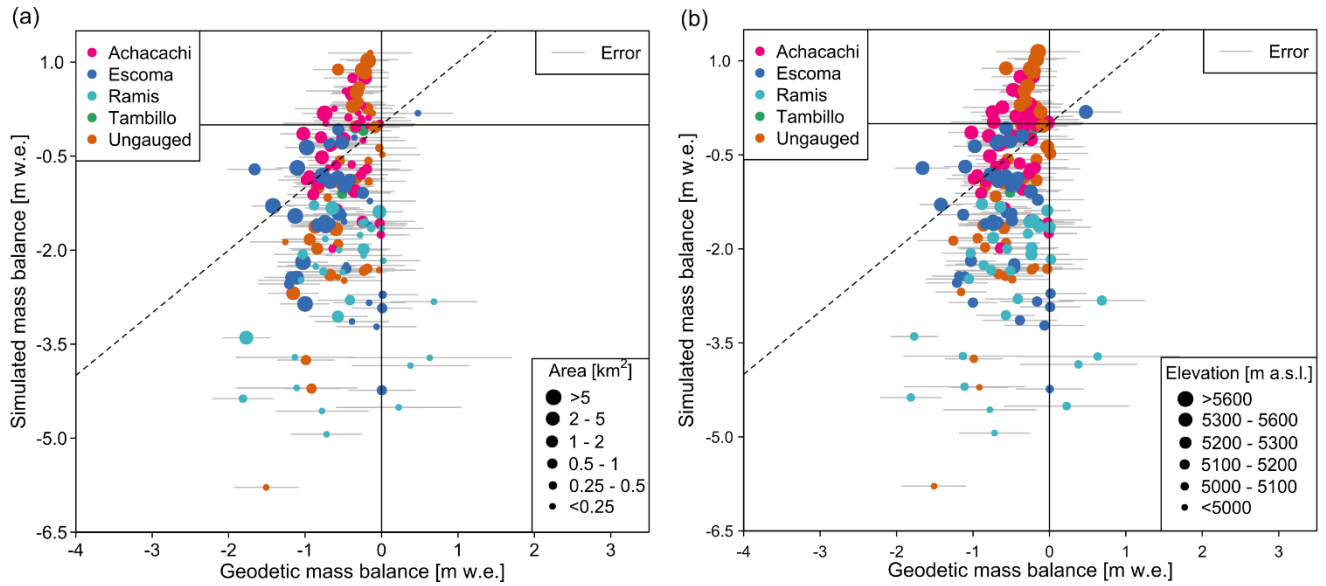 (a)
Achacachi
Escoma
Ramis
Tambillo
Ungauged
Error
1.0
-0.5
-2.0
-3.5
-5.0
-6.5
Simulated mass balance [m w.e.]
Area [km²]
>5
2 - 5
1 - 2
0.5 - 1
0.25 - 0.5
<0.25
-4 -3 -2 -1 0 1 2 3
Geodetic mass balance [m w.e.]
(b)
Achacachi
Escoma
Ramis
Tambillo
Ungauged
Error
1.0
-0.5
-2.0
-3.5
-5.0
-6.5
Simulated mass balance [m w.e.]
Elevation [m a.s.l.]
>5600
5300 - 5600
5200 - 5300
5100 - 5200
5000 - 5100
<5000
-4 -3 -2 -1 0 1 2 3
Geodetic mass balance [m w.e.]